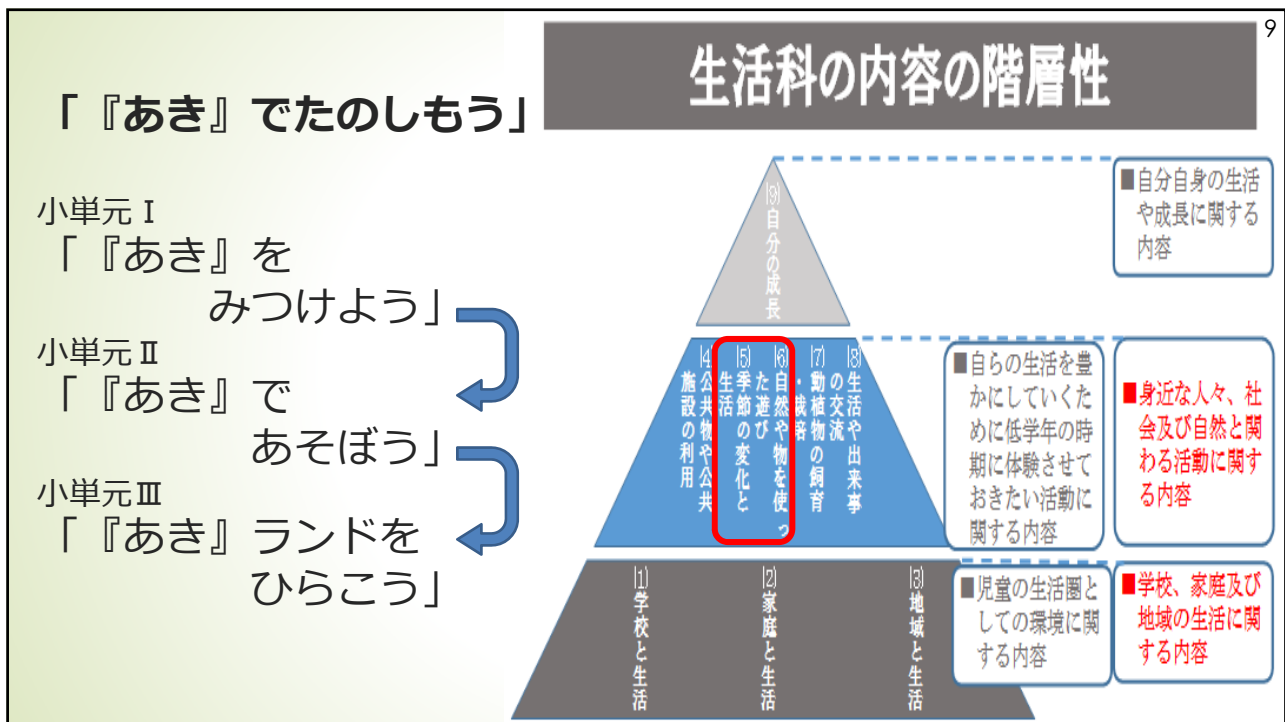 9
生活科の内容の階層性
「『あき』でたのしもう」
小単元Ⅰ
「『あき』を
みつけよう」
小単元Ⅱ
「『あき』で
あそぼう」
小単元Ⅲ
「『あき』ランドを
ひらこう」
(9)自分の成長
(8)生活や出来事
の交流
(7)動植物の飼育
・栽培
(6)自然や物を使っ
た遊び
(5)季節の変化と
生活
(4)公共物や公共
施設の利用
(1)学校と生活
(2)家庭と生活
(3)地域と生活
■自分自身の生活
や成長に関する
内容
■自らの生活を豊
かにしていくた
めに低学年の時
期に体験させて
おきたい活動に
関する内容
■身近な人々、社
会及び自然と関
わる活動に関す
る内容
■児童の生活圏と
しての環境に関
する内容
■学校、家庭及び
地域の生活に関
する内容